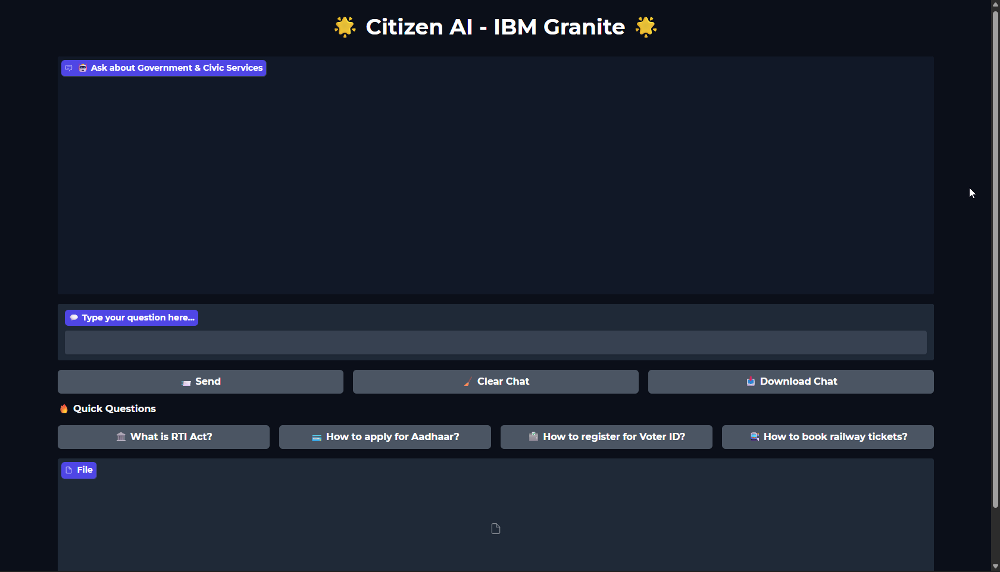 🌟 Citizen AI - IBM Granite 🌟
🤖 Ask about Government & Civic Services
💬 Type your question here...
📨 Send
🧹 Clear Chat
📥 Download Chat
🔥 Quick Questions
🏛️ What is RTI Act?
💳 How to apply for Aadhaar?
🗳️ How to register for Voter ID?
🚉 How to book railway tickets?
File